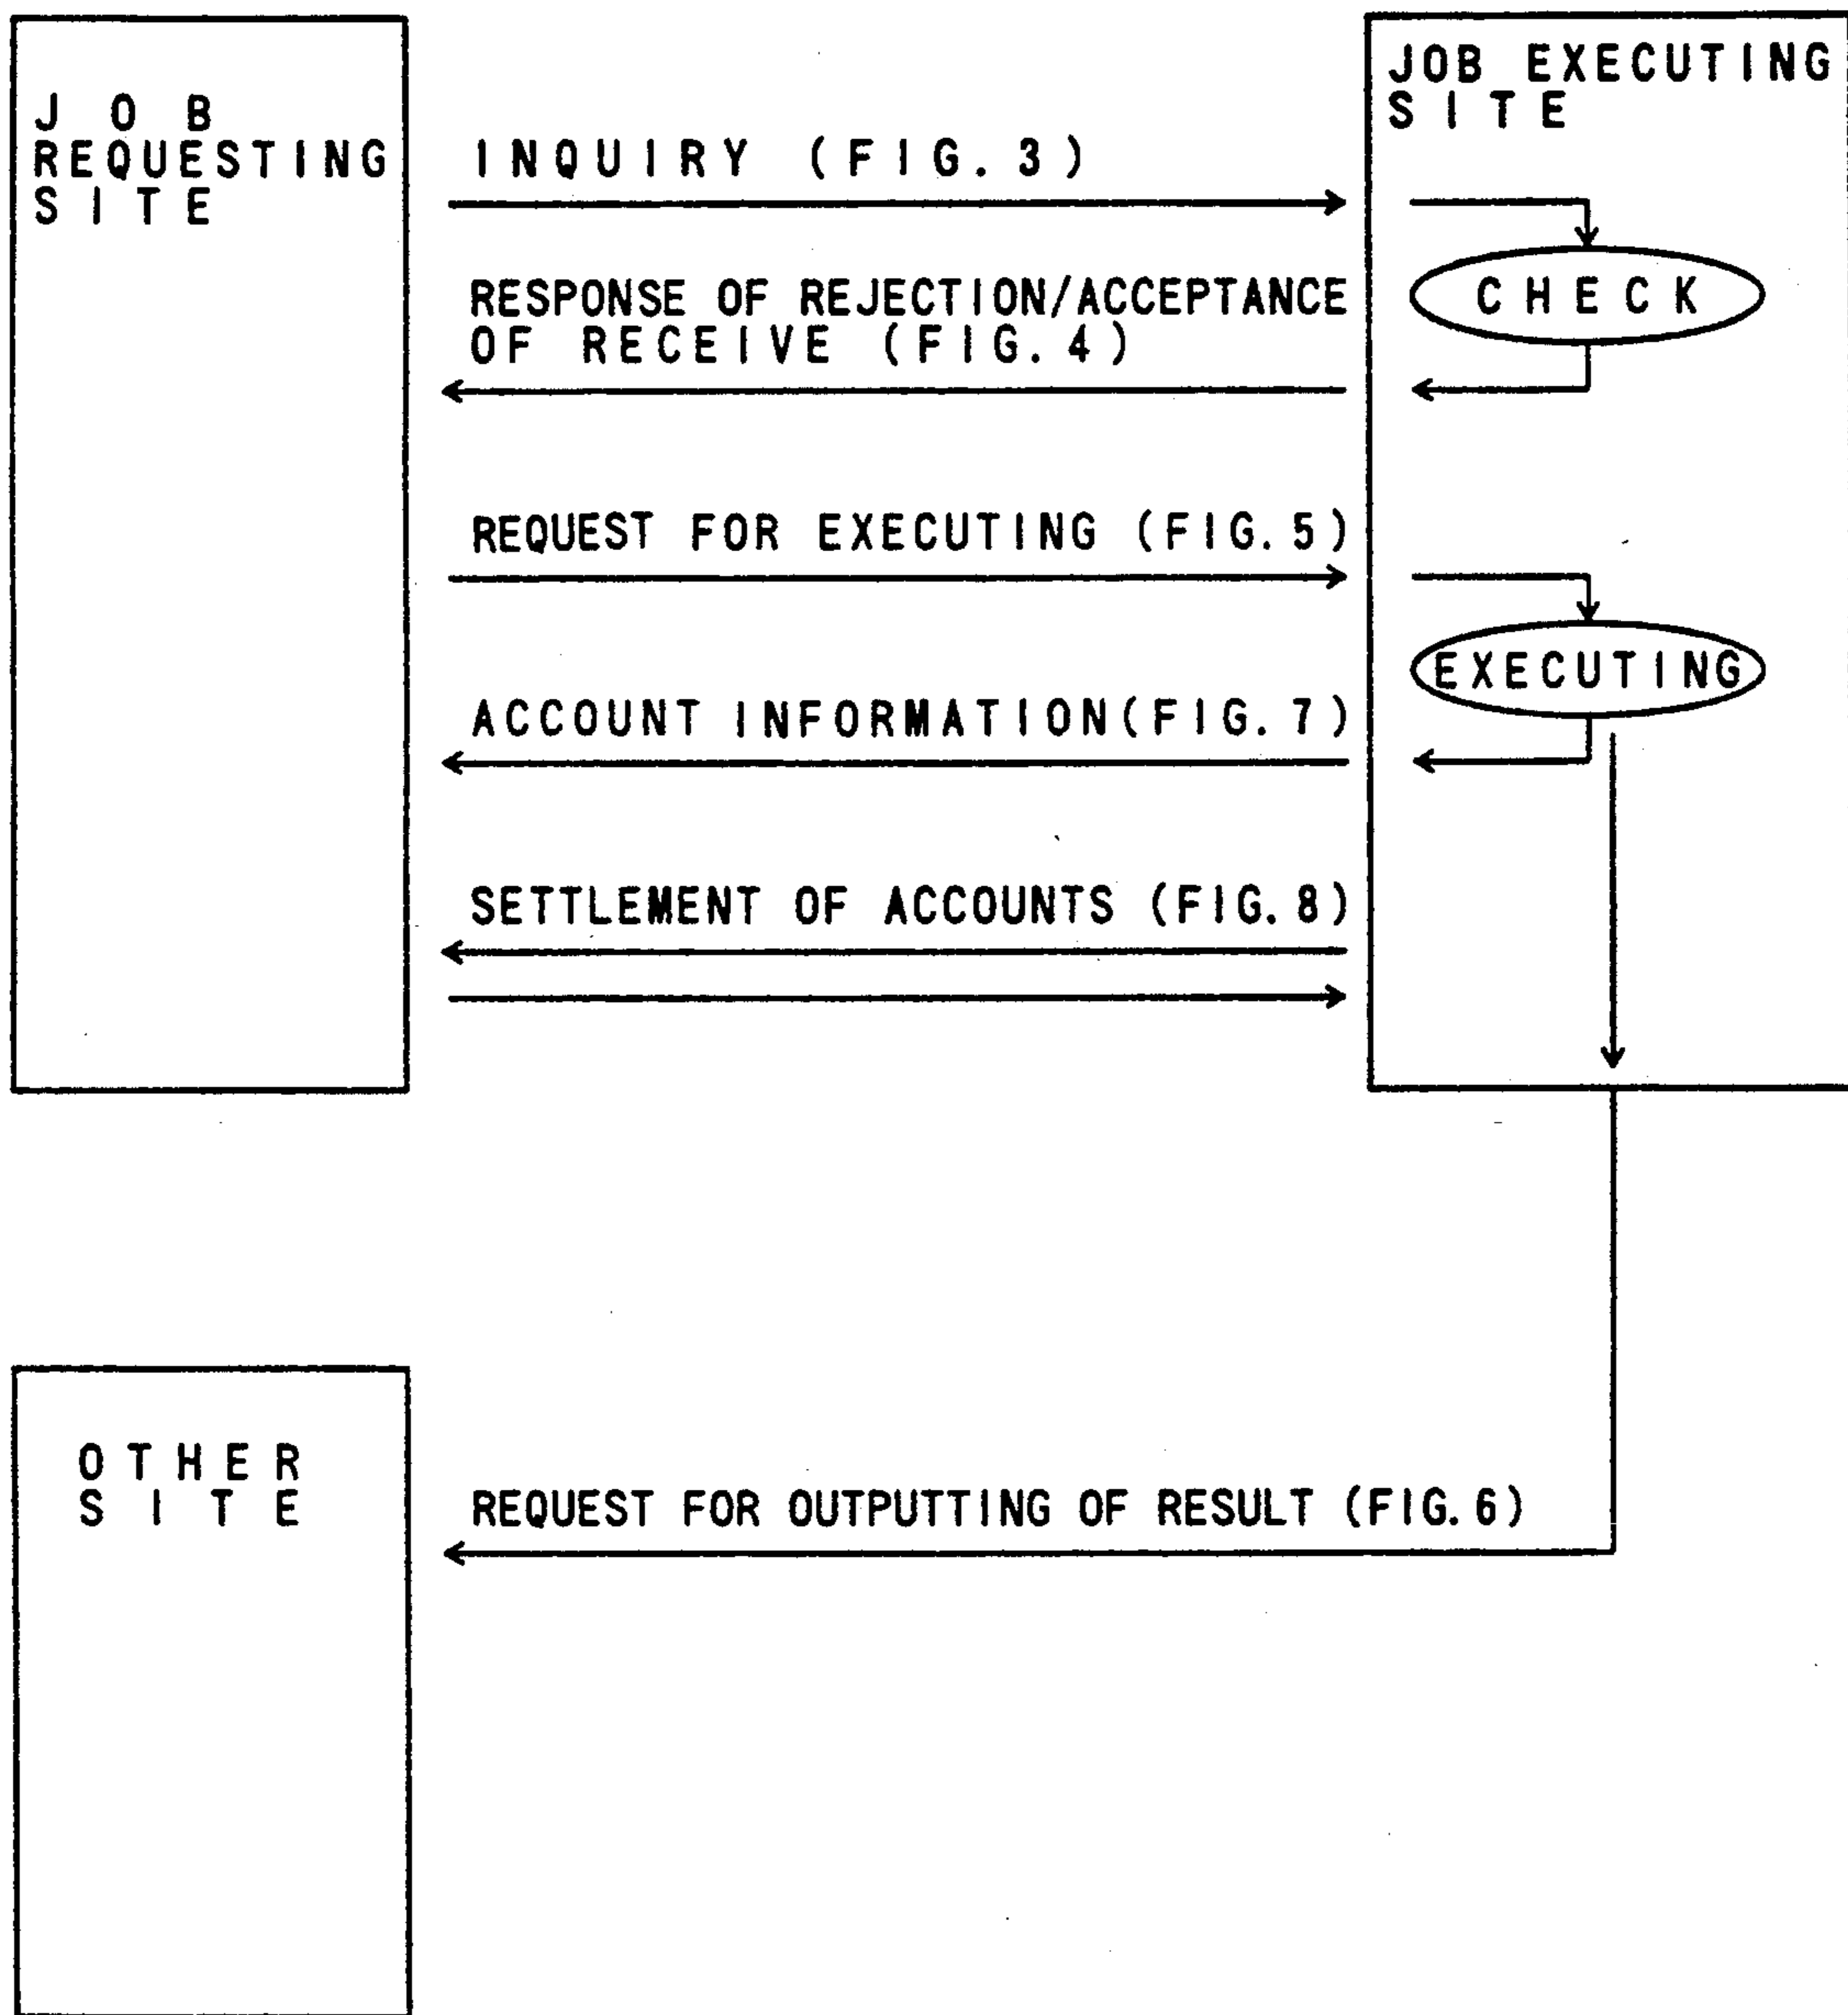 JOB
REQUESTING
SITE
INQUIRY (FIG. 3)
RESPONSE OF REJECTION/ACCEPTANCE
OF RECEIVE (FIG. 4)
REQUEST FOR EXECUTING (FIG. 5)
ACCOUNT INFORMATION (FIG. 7)
SETTLEMENT OF ACCOUNTS (FIG. 8)
JOB EXECUTING
SITE
CHECK
EXECUTING
OTHER
SITE
REQUEST FOR OUTPUTTING OF RESULT (FIG. 6)